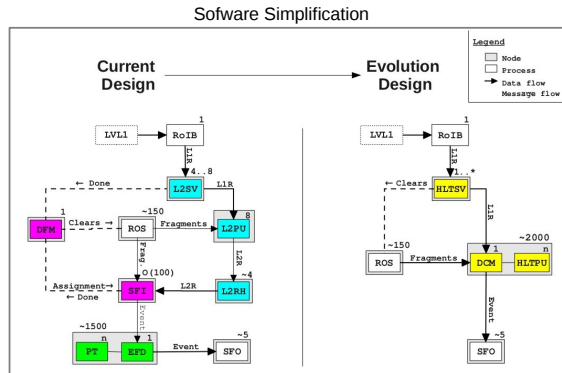 Sofware Simplification
Legend
Node
Process
Data flow
Message flow
Current
Design
Evolution
Design
1
LVL1
RoIB
L1R
4..8
← Done
L2SV
L1R
1
DFM
Clears →
~150
ROS
Fragments
8
L2PU
Frag
L2R
Assignment→
← Done
O(100)
SFI
L2R
~4
L2RH
Event
~1500
n
PT
1
EFD
Event
~5
SFO
1
LVL1
RoIB
L1R
1..*
← Clears
HLTSV
L1R
~2000
~150
ROS
Fragments
1
DCM
n
HLTPU
Event
~5
SFO